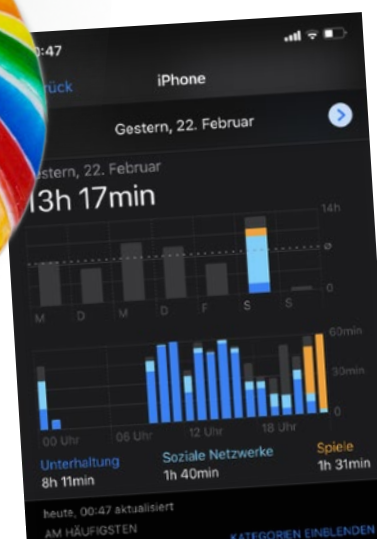 :47
ück
iPhone
Gestern, 22. Februar
estern, 22. Februar
13h 17min
14h
ø
0
M D M D F S S
60min
30min
0
00 Uhr 06 Uhr 12 Uhr 18 Uhr
Unterhaltung Soziale Netzwerke Spiele
8h 11min 1h 40min 1h 31min
heute, 00:47 aktualisiert
AM HÄUFIGSTEN KATEGORIEN EINBLENDEN